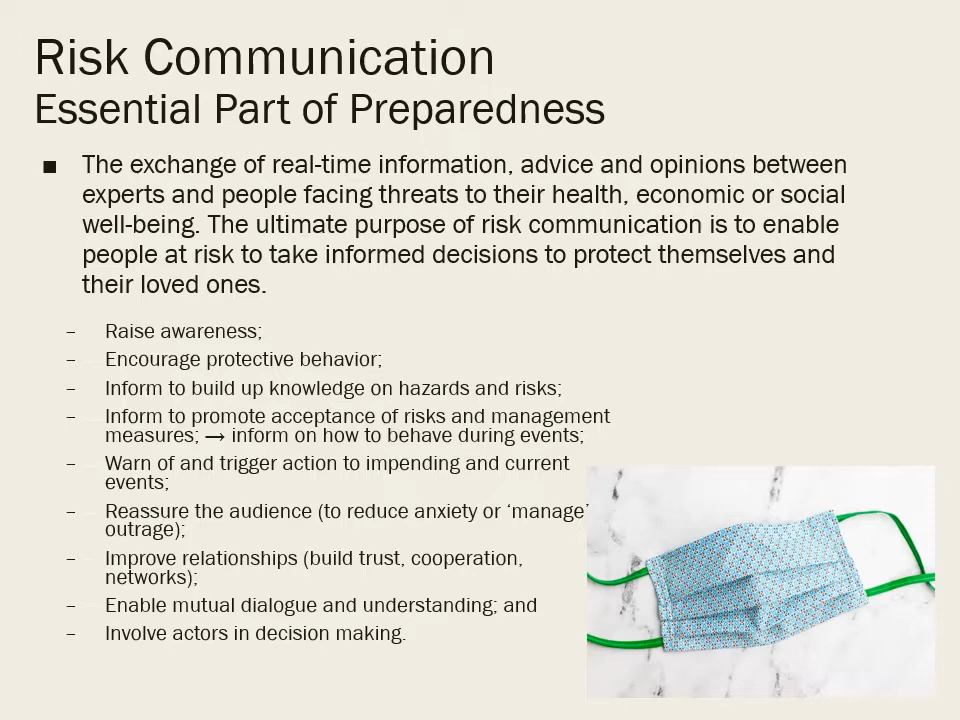 Risk Communication
Essential Part of Preparedness
■ The exchange of real-time information, advice and opinions between
experts and people facing threats to their health, economic or social
well-being. The ultimate purpose of risk communication is to enable
people at risk to take informed decisions to protect themselves and
their loved ones.
– Raise awareness;
– Encourage protective behavior;
– Inform to build up knowledge on hazards and risks;
– Inform to promote acceptance of risks and management
measures; → inform on how to behave during events;
– Warn of and trigger action to impending and current
events;
– Reassure the audience (to reduce anxiety or ‘manage’
outrage);
– Improve relationships (build trust, cooperation,
networks);
– Enable mutual dialogue and understanding; and
– Involve actors in decision making.